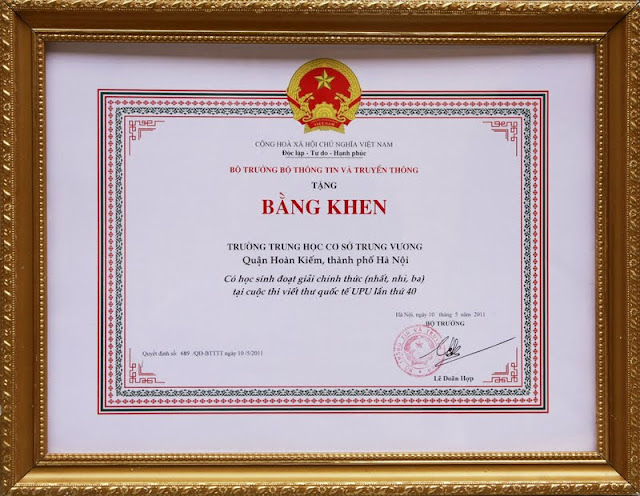 CỘNG HOÀ XÃ HỘI CHỦ NGHĨA VIỆT NAM
Độc lập - Tự do - Hạnh phúc
BỘ TRƯỞNG BỘ THÔNG TIN VÀ TRUYỀN THÔNG
TẶNG
BẰNG KHEN
TRƯỜNG TRUNG HỌC CƠ SỞ TRƯNG VƯƠNG
Quận Hoàn Kiếm, thành phố Hà Nội
Có học sinh đoạt giải chính thức (nhất, nhì, ba)
tại cuộc thi viết thư quốc tế UPU lần thứ 40
Hà Nội, ngày 10 tháng 5 năm 2011
BỘ TRƯỞNG
Quyết định số: 689 /QD-BTTTT ngày 10 /5/2011
Lê Doãn Hợp